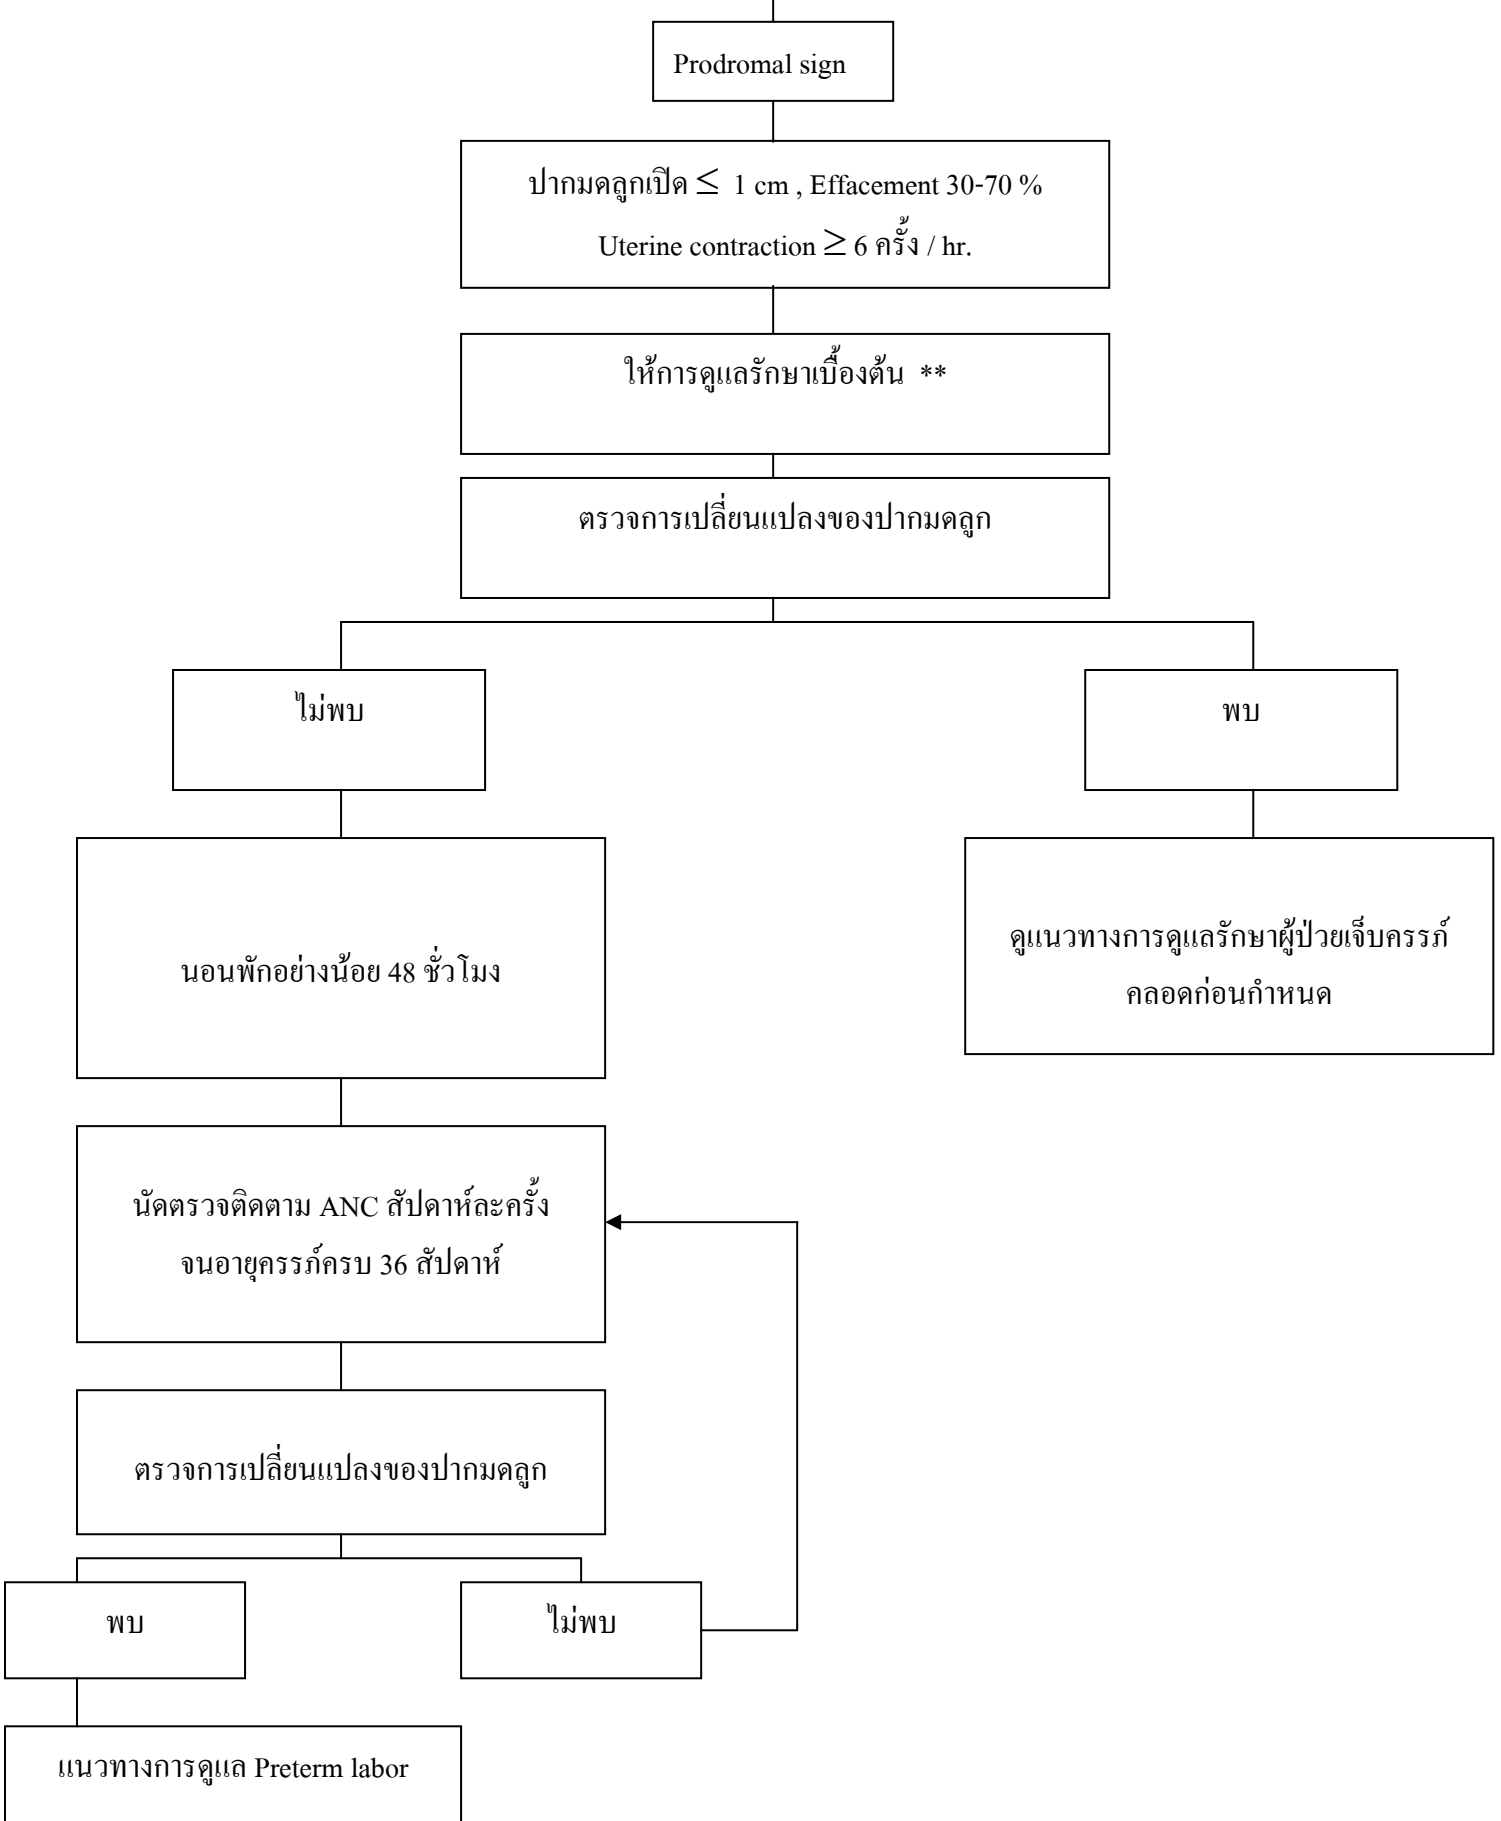 Prodromal sign
ปากมดลูกเปิด ≤ 1 cm , Effacement 30-70 %
Uterine contraction ≥ 6 ครั้ง / hr.
ให้การดูแลรักษาเบื้องต้น **
ตรวจการเปลี่ยนแปลงของปากมดลูก
ไม่พบ
พบ
นอนพักอย่างน้อย 48 ชั่วโมง
ดูแนวทางการดูแลรักษาผู้ป่วยเจ็บครรภ์
คลอดก่อนกำหนด
นัดตรวจติดตาม ANC สัปดาห์ละครั้ง
จนอายุครรภ์ครบ 36 สัปดาห์
ตรวจการเปลี่ยนแปลงของปากมดลูก
พบ
ไม่พบ
แนวทางการดูแล Preterm labor